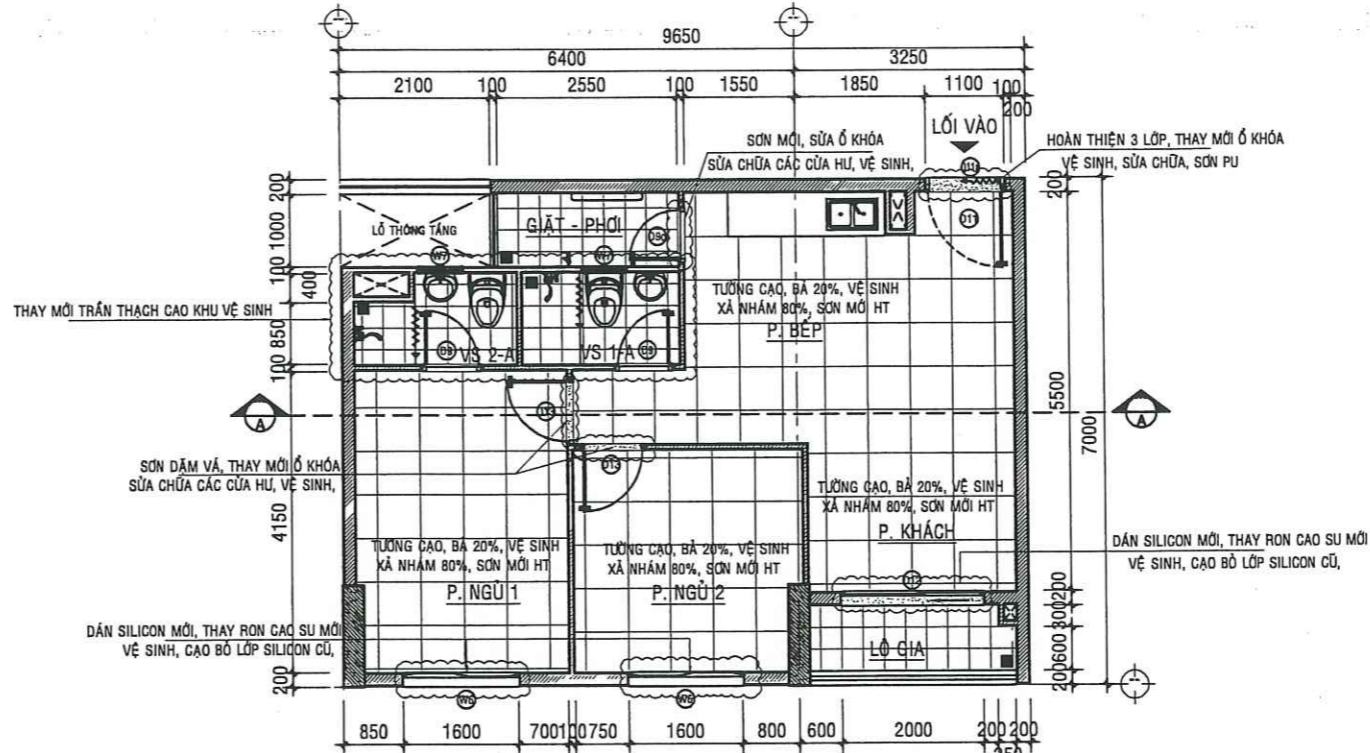 9650
6400 3250
2100 100 2550 100 1550 1850 1100 100
200
LỐI VÀO
SƠN MỚI, SỬA Ổ KHÓA
SỬA CHỮA CÁC CỬA HƯ, VỆ SINH,
HOÀN THIỆN 3 LỚP, THAY MỚI Ổ KHÓA
VỆ SINH, SỬA CHỮA, SƠN PU
D11
200
200
LỖ THÔNG TẦNG
GIẶT - PHƠI
D11
1000
W7
100
400
THAY MỚI TRẦN THẠCH CAO KHU VỆ SINH
TƯỜNG CẠO, BẢ 20%, VỆ SINH
XẢ NHÁM 80%, SƠN MỚI HT
P. BẾP
850
D9
VS 2-A
VS 1-A
D9
100
5500
7000
A
A
D13
SƠN DẶM VÁ, THAY MỚI Ổ KHÓA
SỬA CHỮA CÁC CỬA HƯ, VỆ SINH,
4150
TƯỜNG CẠO, BẢ 20%, VỆ SINH
XẢ NHÁM 80%, SƠN MỚI HT
P. KHÁCH
TƯỜNG CẠO, BẢ 20%, VỆ SINH
XẢ NHÁM 80%, SƠN MỚI HT
P. NGỦ 1
TƯỜNG CẠO, BẢ 20%, VỆ SINH
XẢ NHÁM 80%, SƠN MỚI HT
P. NGỦ 2
DÁN SILICON MỚI, THAY RON CAO SU MỚI
VỆ SINH, CẠO BỎ LỚP SILICON CŨ,
200
300
600
200
DÁN SILICON MỚI, THAY RON CAO SU MỚI
VỆ SINH, CẠO BỎ LỚP SILICON CŨ,
LÔ GIA
200
W6
W6
850 1600 700 100 750 1600 800 600 2000 200 200